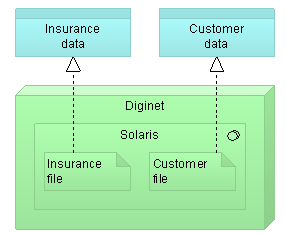 Insurance
data
Customer
data
Diginet
Solaris
Insurance
file
Customer
file